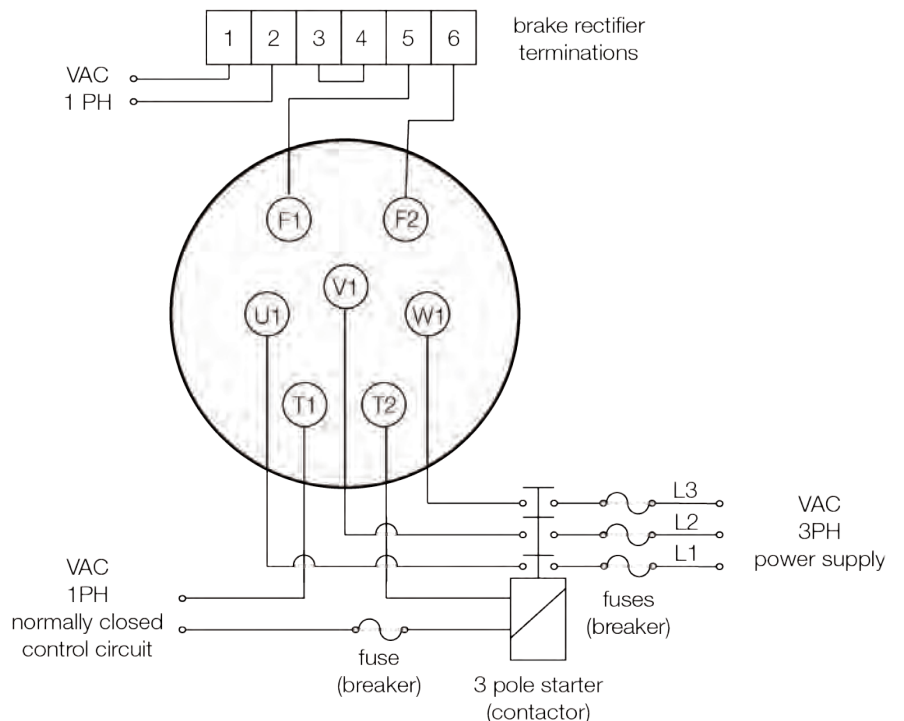 1 2 3 4 5 6
brake rectifier
terminations
VAC
1 PH
F1 F2
V1
U1 W1
T1 T2
L3
L2
L1
VAC
3PH
power supply
VAC
1PH
normally closed
control circuit
fuses
(breaker)
fuse
(breaker)
3 pole starter
(contactor)